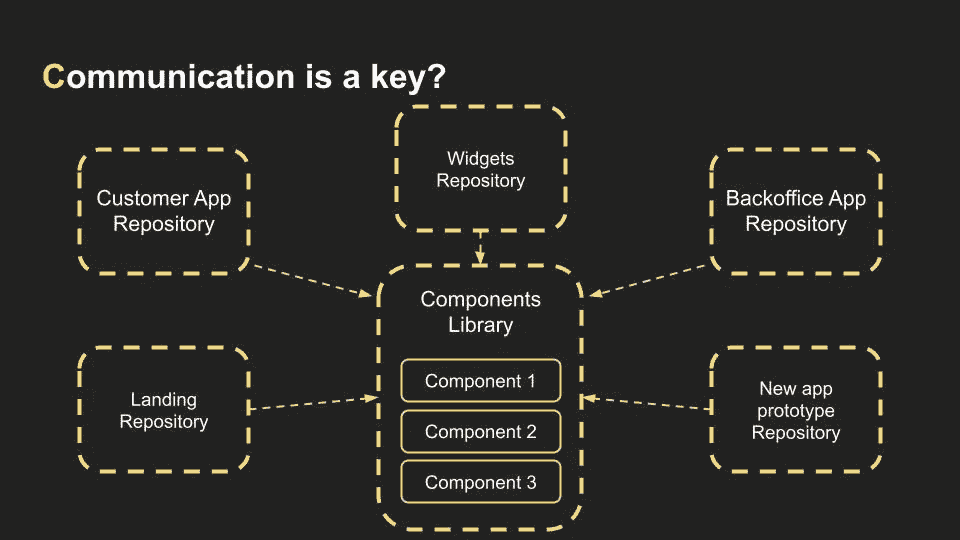 Communication is a key?
Widgets
Repository
Customer App
Repository
Backoffice App
Repository
Components
Library
Component 1
Component 2
Component 3
Landing
Repository
New app
prototype
Repository